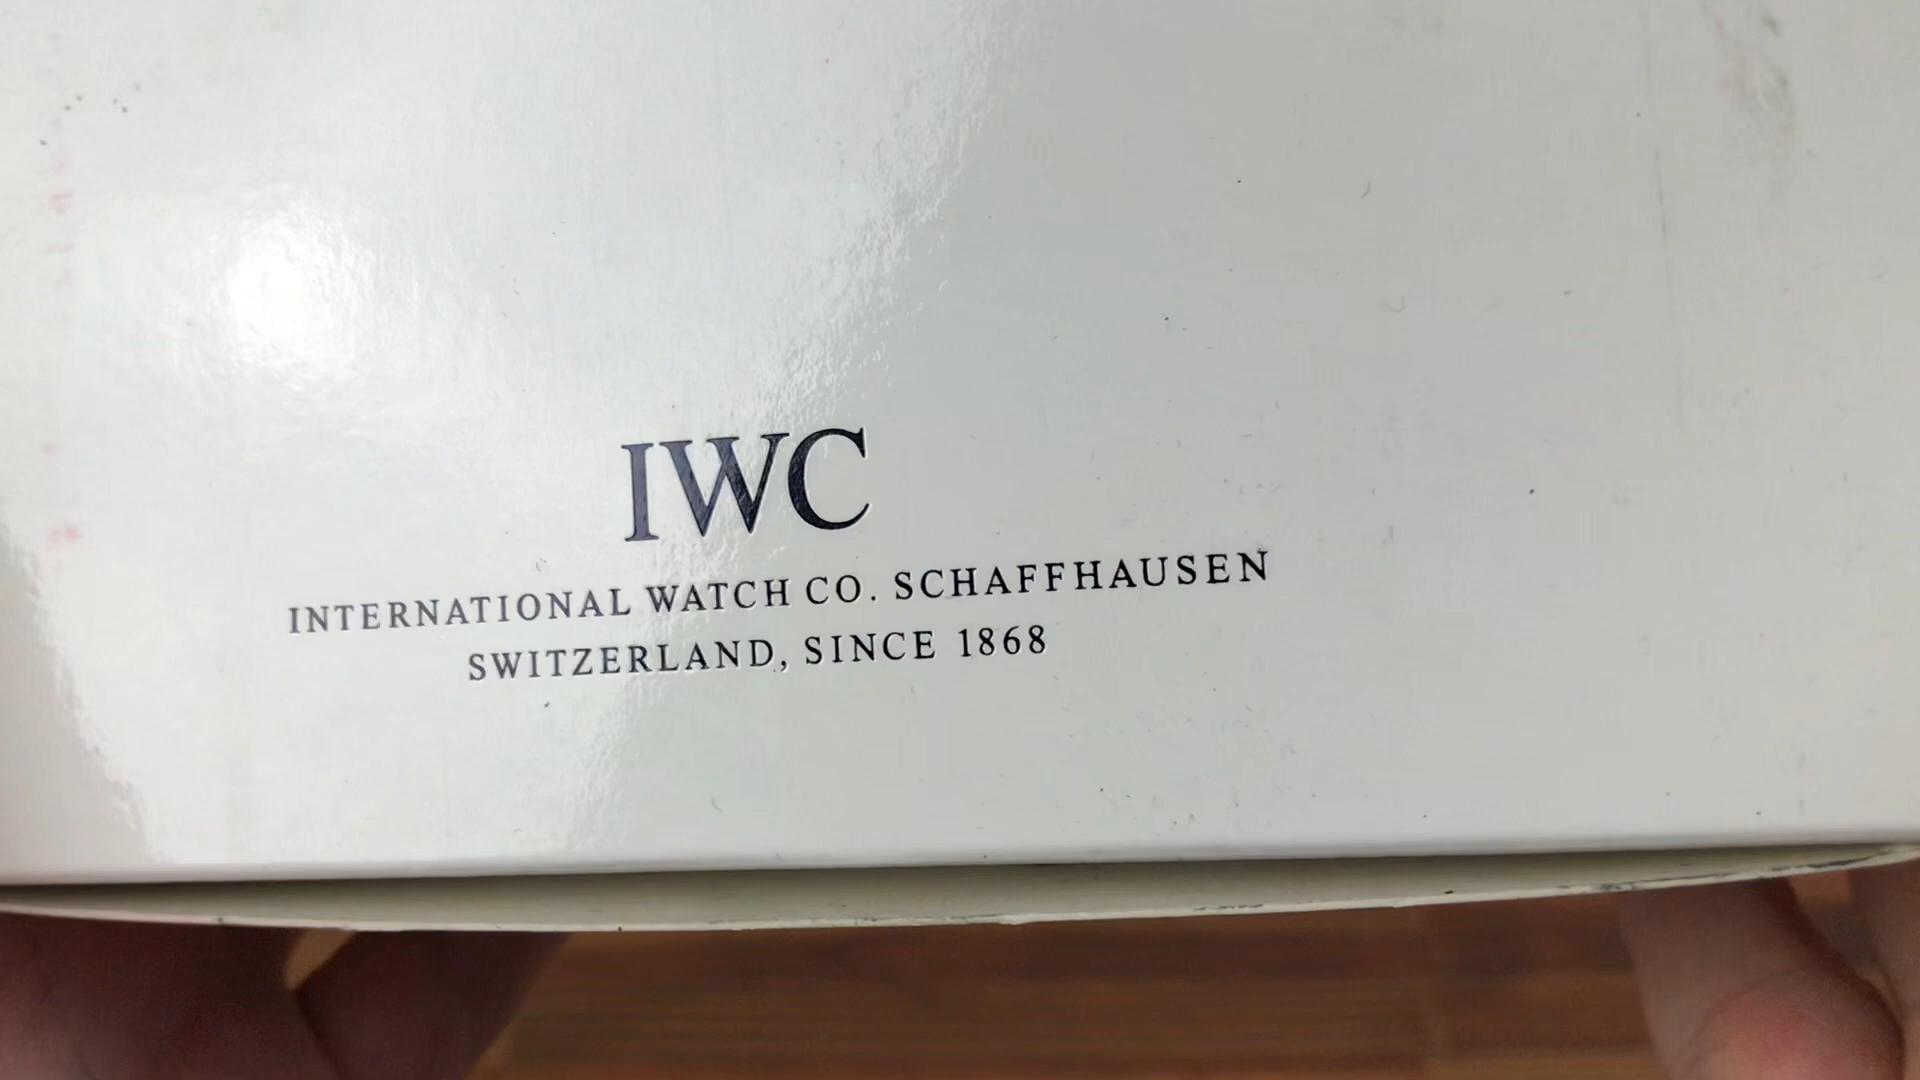 IWC
INTERNATIONAL WATCH CO. SCHAFFHAUSEN
SWITZERLAND, SINCE 1868